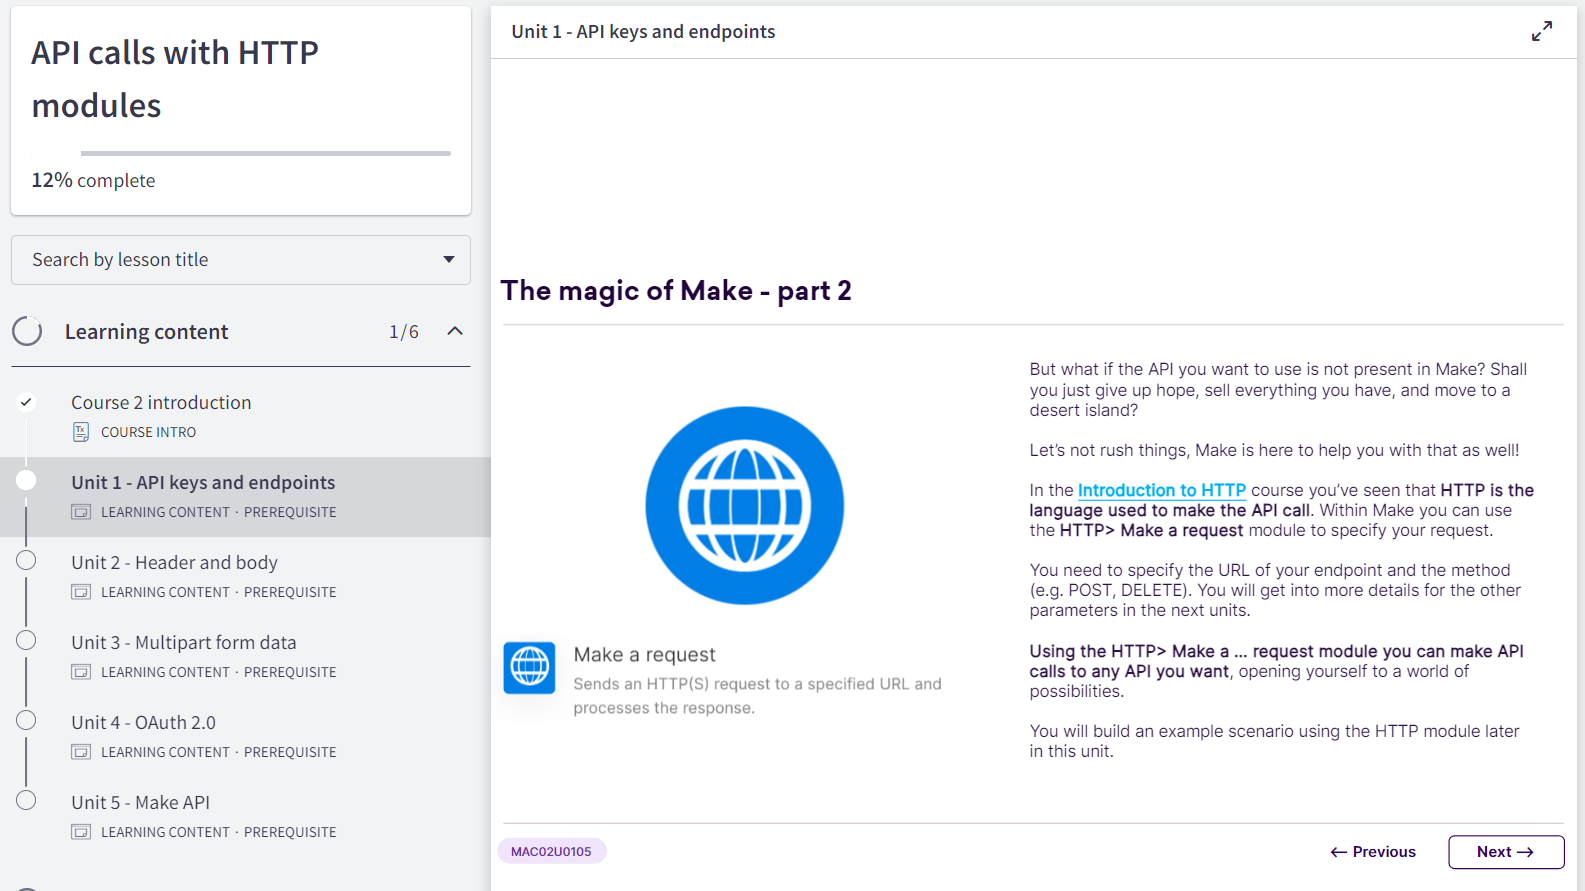 API calls with HTTP
modules
12% complete
Search by lesson title
Learning content 1/6
Course 2 introduction
COURSE INTRO
Unit 1 - API keys and endpoints
LEARNING CONTENT · PREREQUISITE
Unit 2 - Header and body
LEARNING CONTENT · PREREQUISITE
Unit 3 - Multipart form data
LEARNING CONTENT · PREREQUISITE
Unit 4 - OAuth 2.0
LEARNING CONTENT · PREREQUISITE
Unit 5 - Make API
LEARNING CONTENT · PREREQUISITE
Unit 1 - API keys and endpoints
The magic of Make - part 2
Make a request
Sends an HTTP(S) request to a specified URL and
processes the response.
But what if the API you want to use is not present in Make? Shall
you just give up hope, sell everything you have, and move to a
desert island?
Let’s not rush things, Make is here to help you with that as well!
In the Introduction to HTTP course you’ve seen that HTTP is the
language used to make the API call. Within Make you can use
the HTTP> Make a request module to specify your request.
You need to specify the URL of your endpoint and the method
(e.g. POST, DELETE). You will get into more details for the other
parameters in the next units.
Using the HTTP> Make a ... request module you can make API
calls to any API you want, opening yourself to a world of
possibilities.
You will build an example scenario using the HTTP module later
in this unit.
MAC02U0105
← Previous
Next →